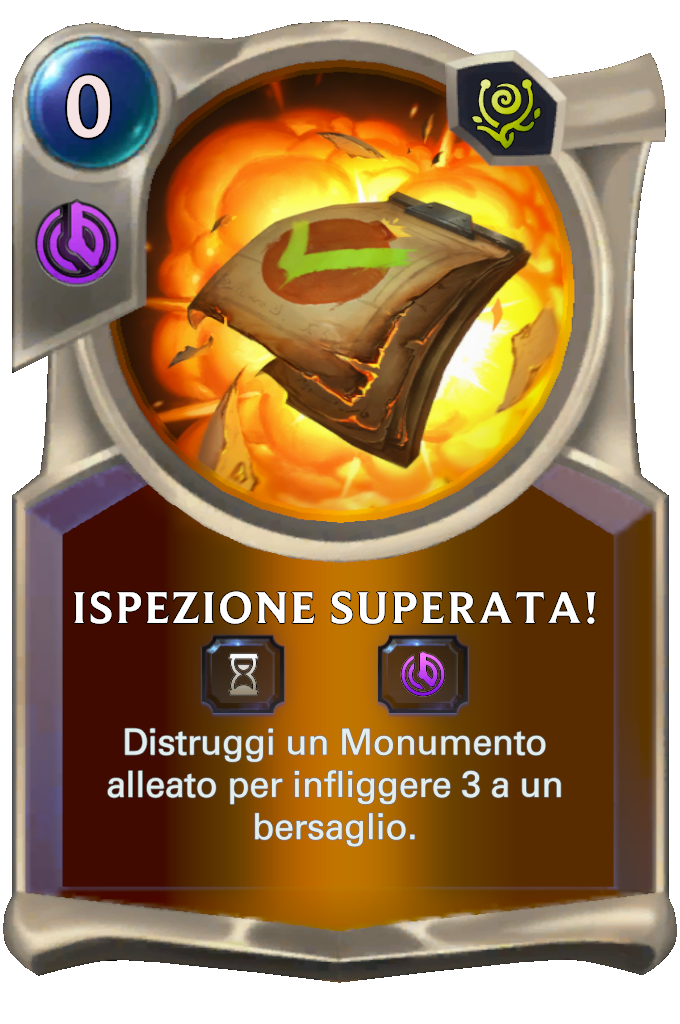 0
ISPEZIONE SUPERATA!
Distruggi un Monumento
alleato per infliggere 3 a un
bersaglio.